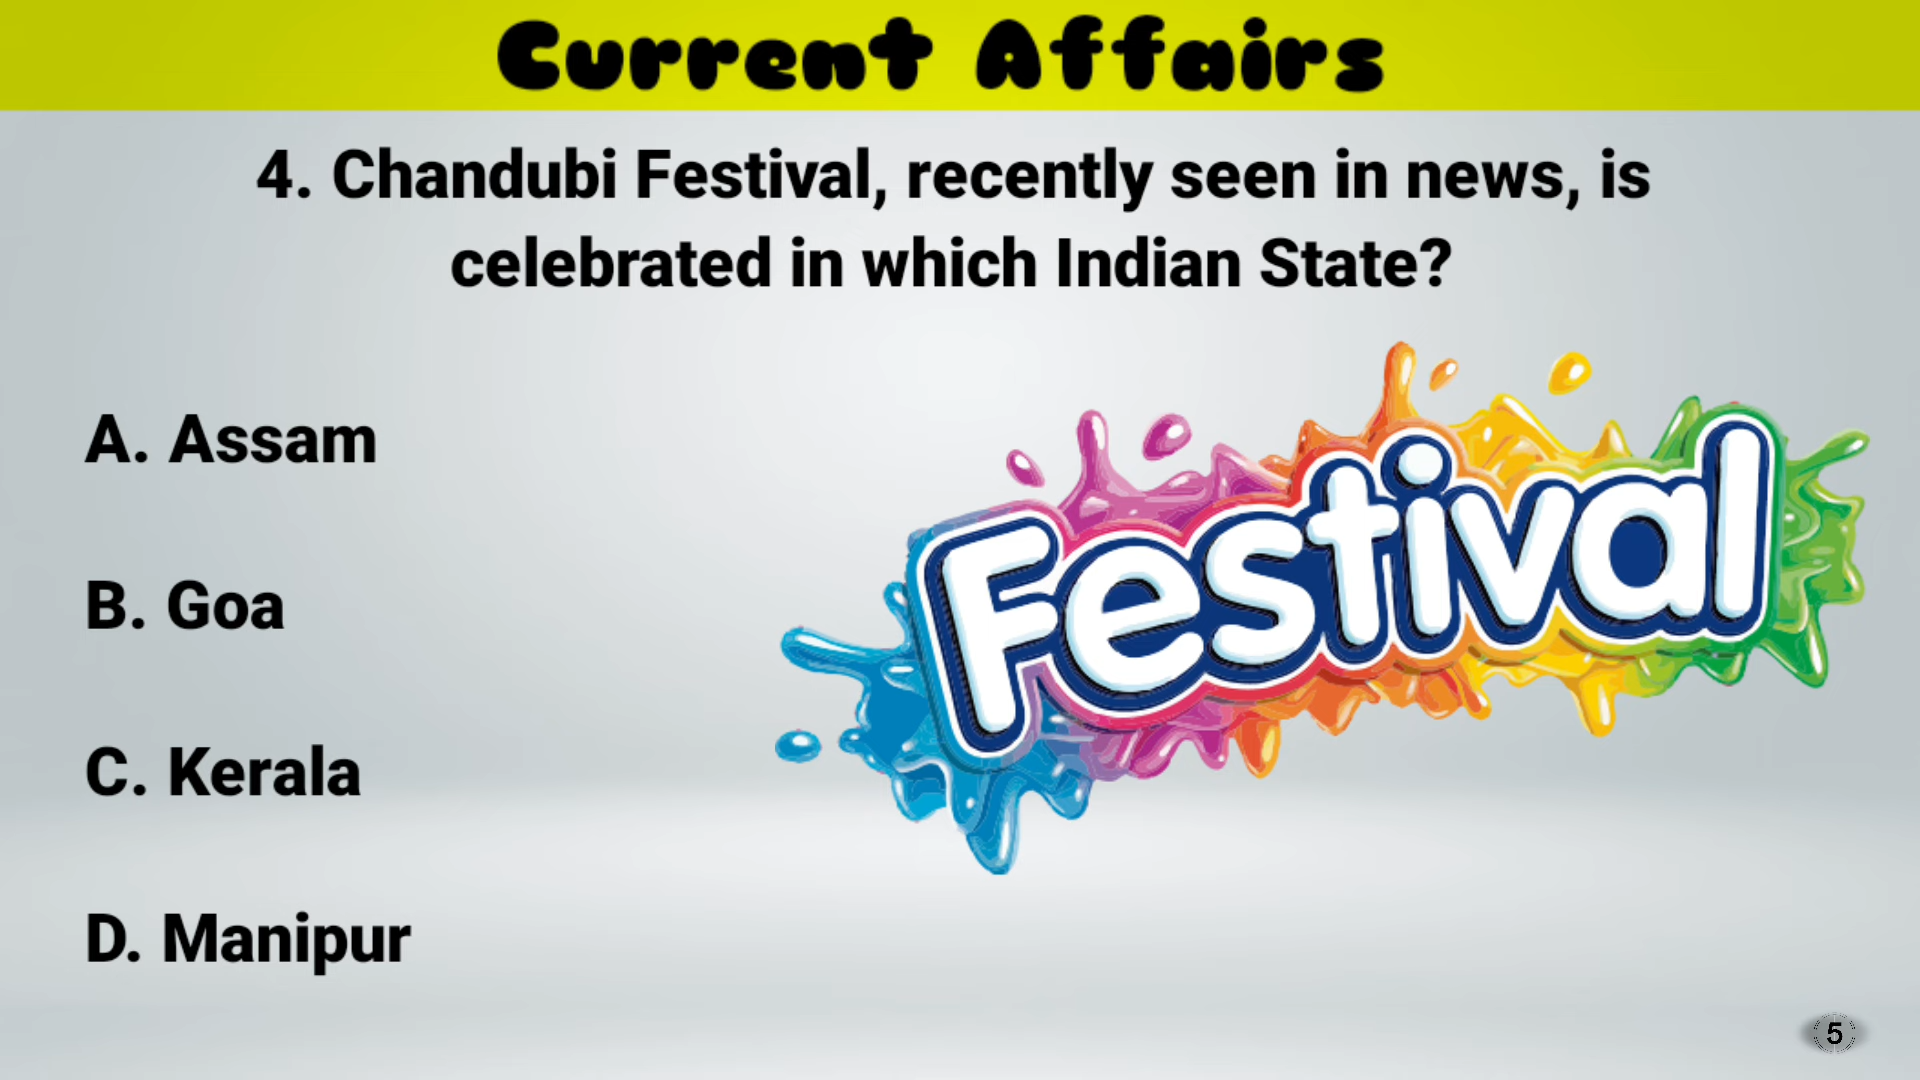 Current Affairs
4. Chandubi Festival, recently seen in news, is
celebrated in which Indian State?
A. Assam
Festival
B. Goa
C. Kerala
D. Manipur
5